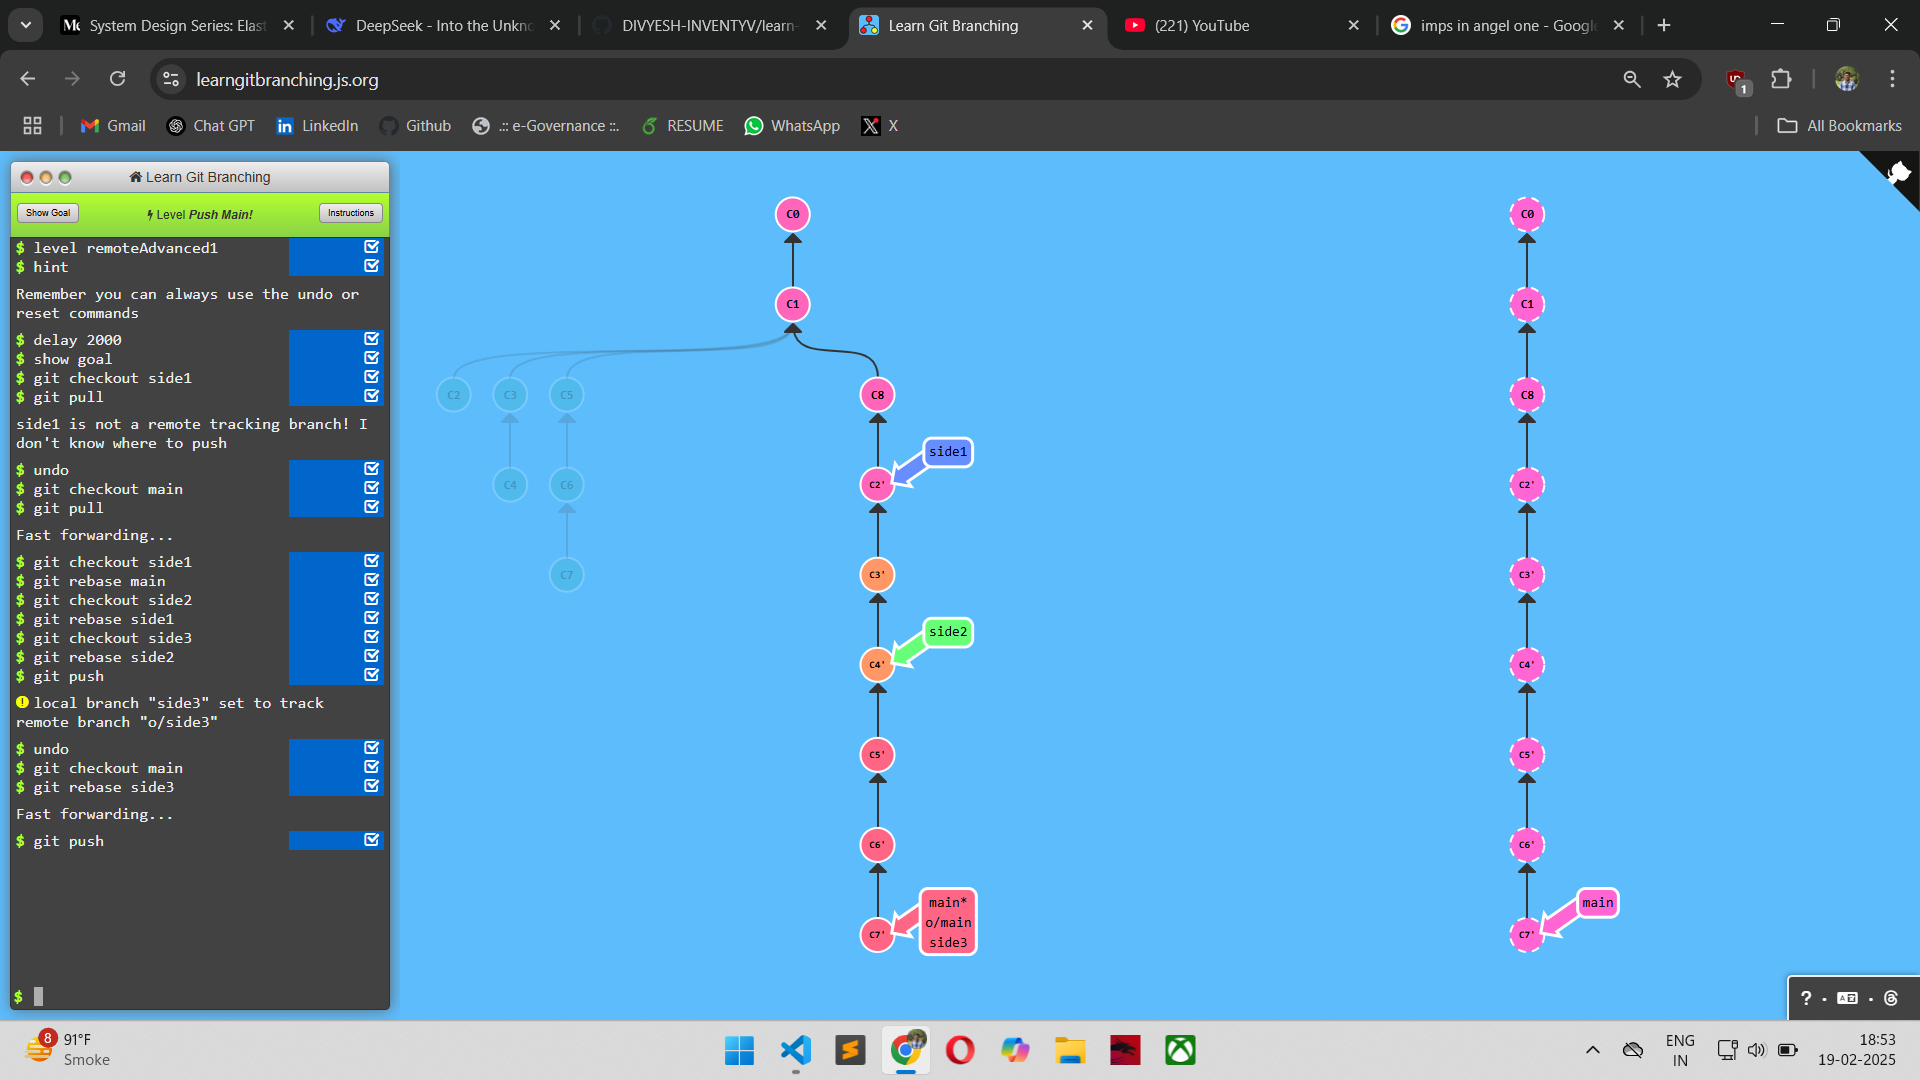 System Design Series: Elast
DeepSeek - Into the Unkno
DIVYESH-INVENTYV/learn-
Learn Git Branching
(221) YouTube
imps in angel one - Google
learngitbranching.js.org
1
Gmail
Chat GPT
LinkedIn
Github
.:: e-Governance ::.
RESUME
WhatsApp
X
All Bookmarks
Learn Git Branching
Show Goal
Level Push Main!
Instructions
$ level remoteAdvanced1
$ hint
Remember you can always use the undo or
reset commands
$ delay 2000
$ show goal
$ git checkout side1
$ git pull
side1 is not a remote tracking branch! I
don't know where to push
$ undo
$ git checkout main
$ git pull
Fast forwarding...
$ git checkout side1
$ git rebase main
$ git checkout side2
$ git rebase side1
$ git checkout side3
$ git rebase side2
$ git push
local branch "side3" set to track
remote branch "o/side3"
$ undo
$ git checkout main
$ git rebase side3
Fast forwarding...
$ git push
$
C0
C1
C2
C3
C5
C8
side1
C4
C6
C2'
C7
C3'
side2
C4'
C5'
C6'
main*
o/main
side3
C7'
C0
C1
C8
C2'
C3'
C4'
C5'
C6'
main
C7'
?
8
91°F
Smoke
ENG
IN
18:53
19-02-2025